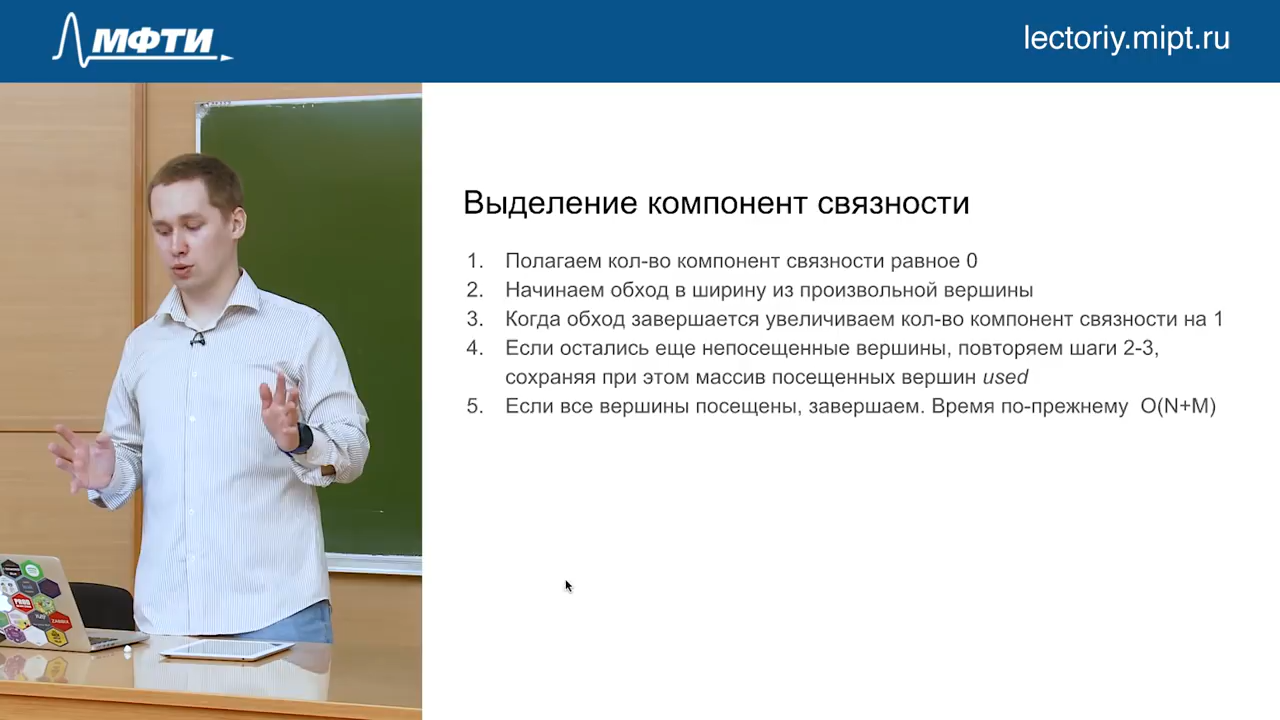 МФТИ
lectoriy.mipt.ru
Выделение компонент связности
1. Полагаем кол-во компонент связности равное 0
2. Начинаем обход в ширину из произвольной вершины
3. Когда обход завершается увеличиваем кол-во компонент связности на 1
4. Если остались еще непосещенные вершины, повторяем шаги 2-3,
сохраняя при этом массив посещенных вершин used
5. Если все вершины посещены, завершаем. Время по-прежнему O(N+M)